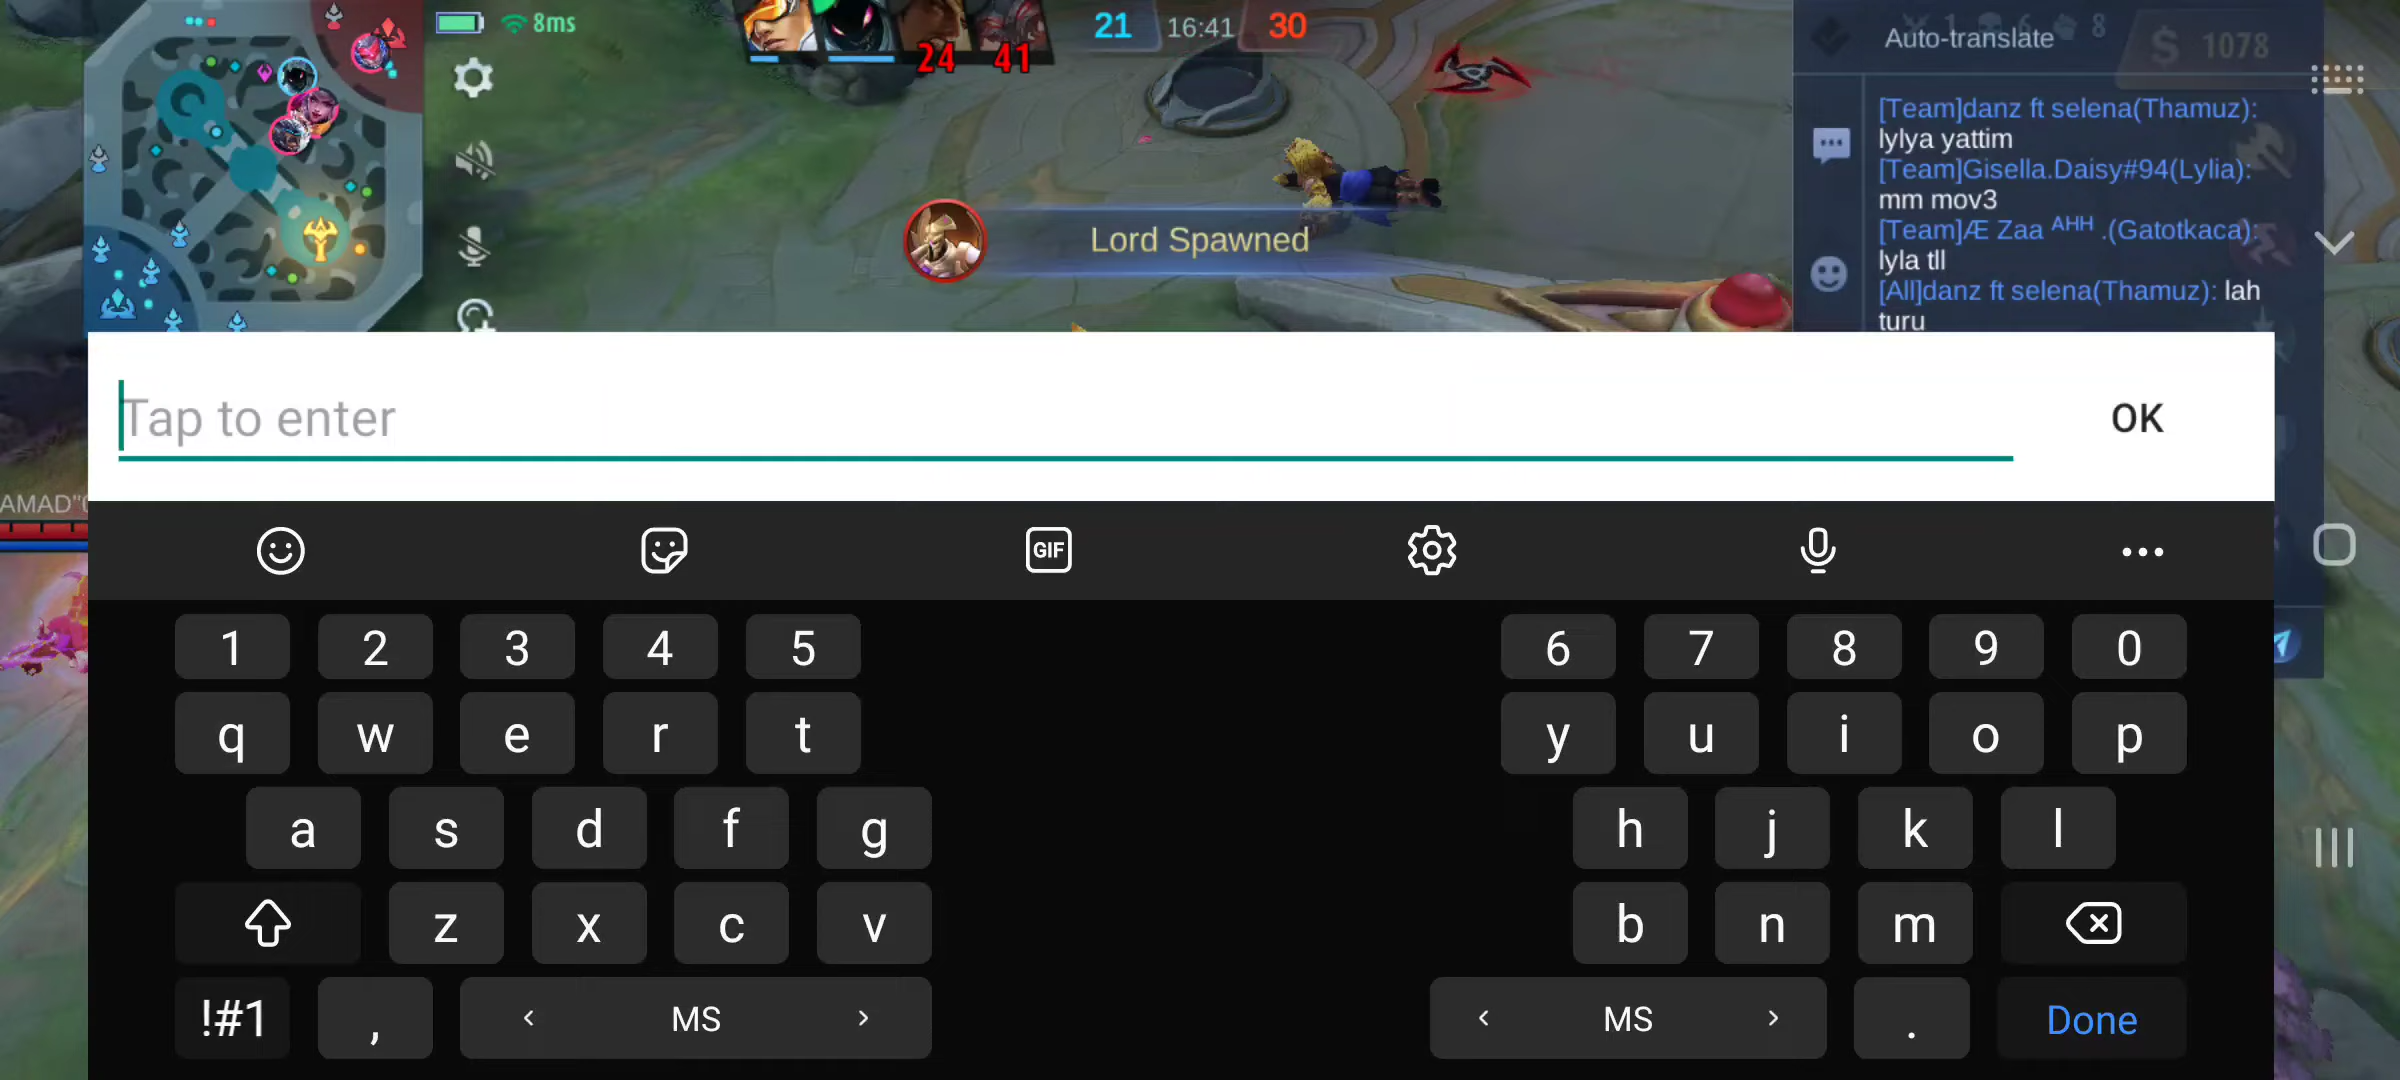 8ms
24
41
21 16:41 30
1 6 8
Auto-translate
$ 1078
[Team]danz ft selena(Thamuz):
lylya yattim
[Team]Gisella.Daisy#94(Lylia):
mm mov3
[Team]Æ Zaa ᴬᴴᴴ .(Gatotkaca):
lyla tll
[All]danz ft selena(Thamuz): lah
turu
Lord Spawned
Tap to enter
OK
GIF
1 2 3 4 5 6 7 8 9 0
q w e r t y u i o p
a s d f g h j k l
z x c v b n m
!#1 , < MS > < MS > . Done